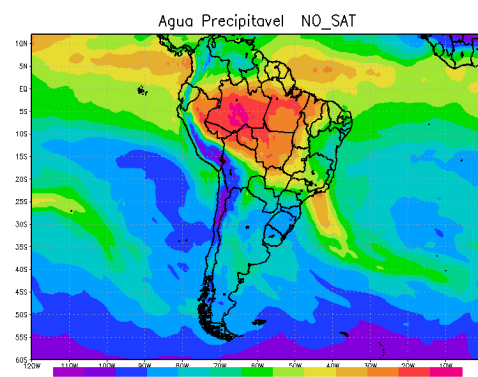 Agua Precipitavel NO_SAT
10N
5N
EQ
5S
10S
15S
20S
25S
30S
35S
40S
45S
50S
55S
60S
120W 110W 100W 90W 80W 70W 60W 50W 40W 30W 20W 10W